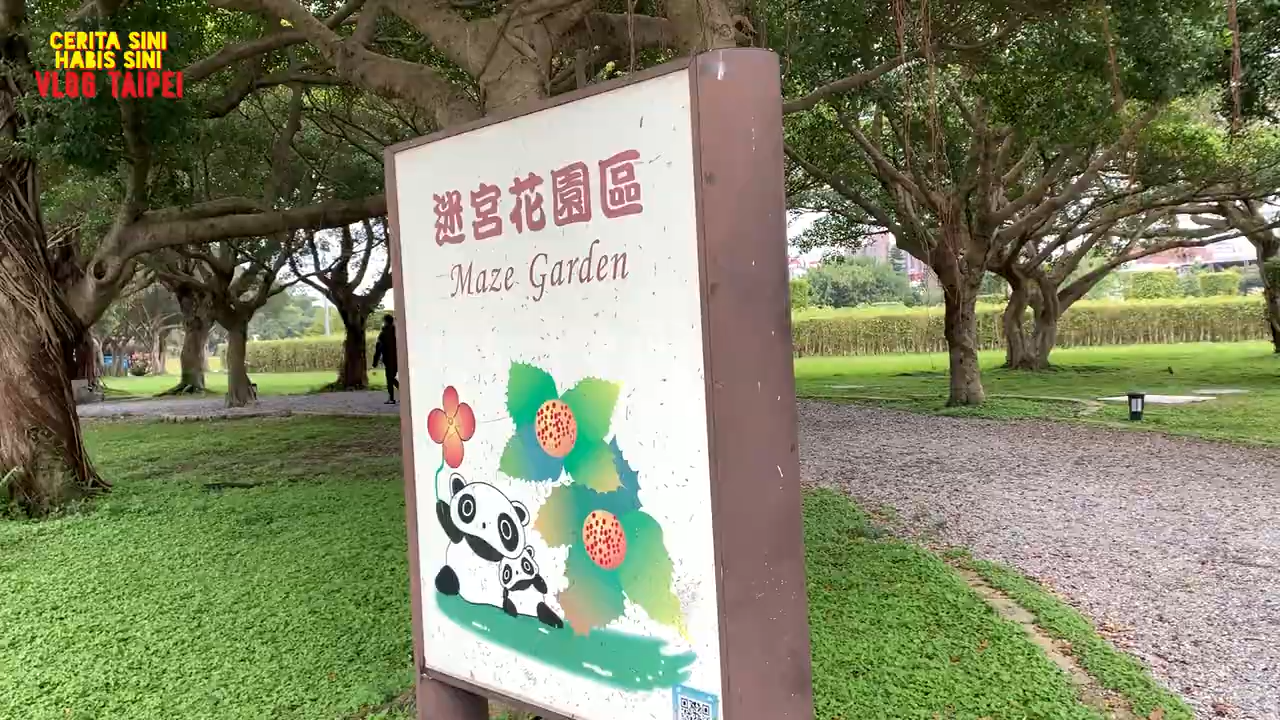 CERITA SINI
HABIS SINI
VLOG TAIPEI
迷宮花園區
Maze Garden